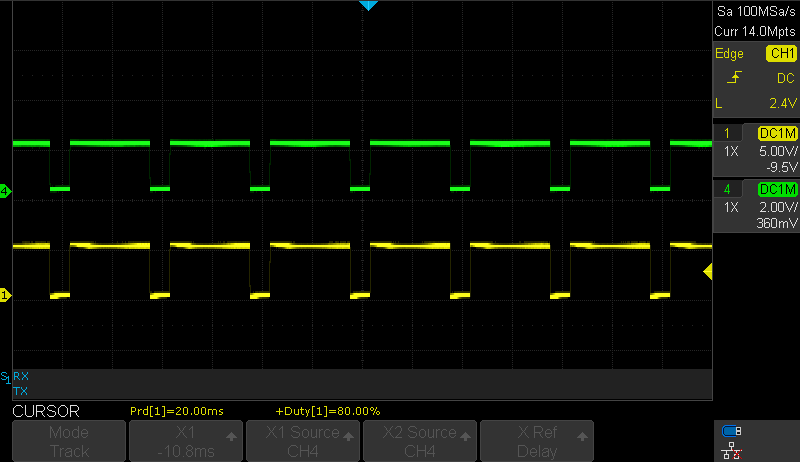 Sa 100MSa/s
Curr 14.0Mpts
Edge CH1
DC
L 2.4V
1 DC1M
1X 5.00V/
-9.5V
4 DC1M
1X 2.00V/
360mV
4
1
S1 RX
TX
CURSOR Prd[1]=20.00ms +Duty[1]=80.00%
Mode X1 X1 Source X2 Source X Ref
Track -10.8ms CH4 CH4 Delay